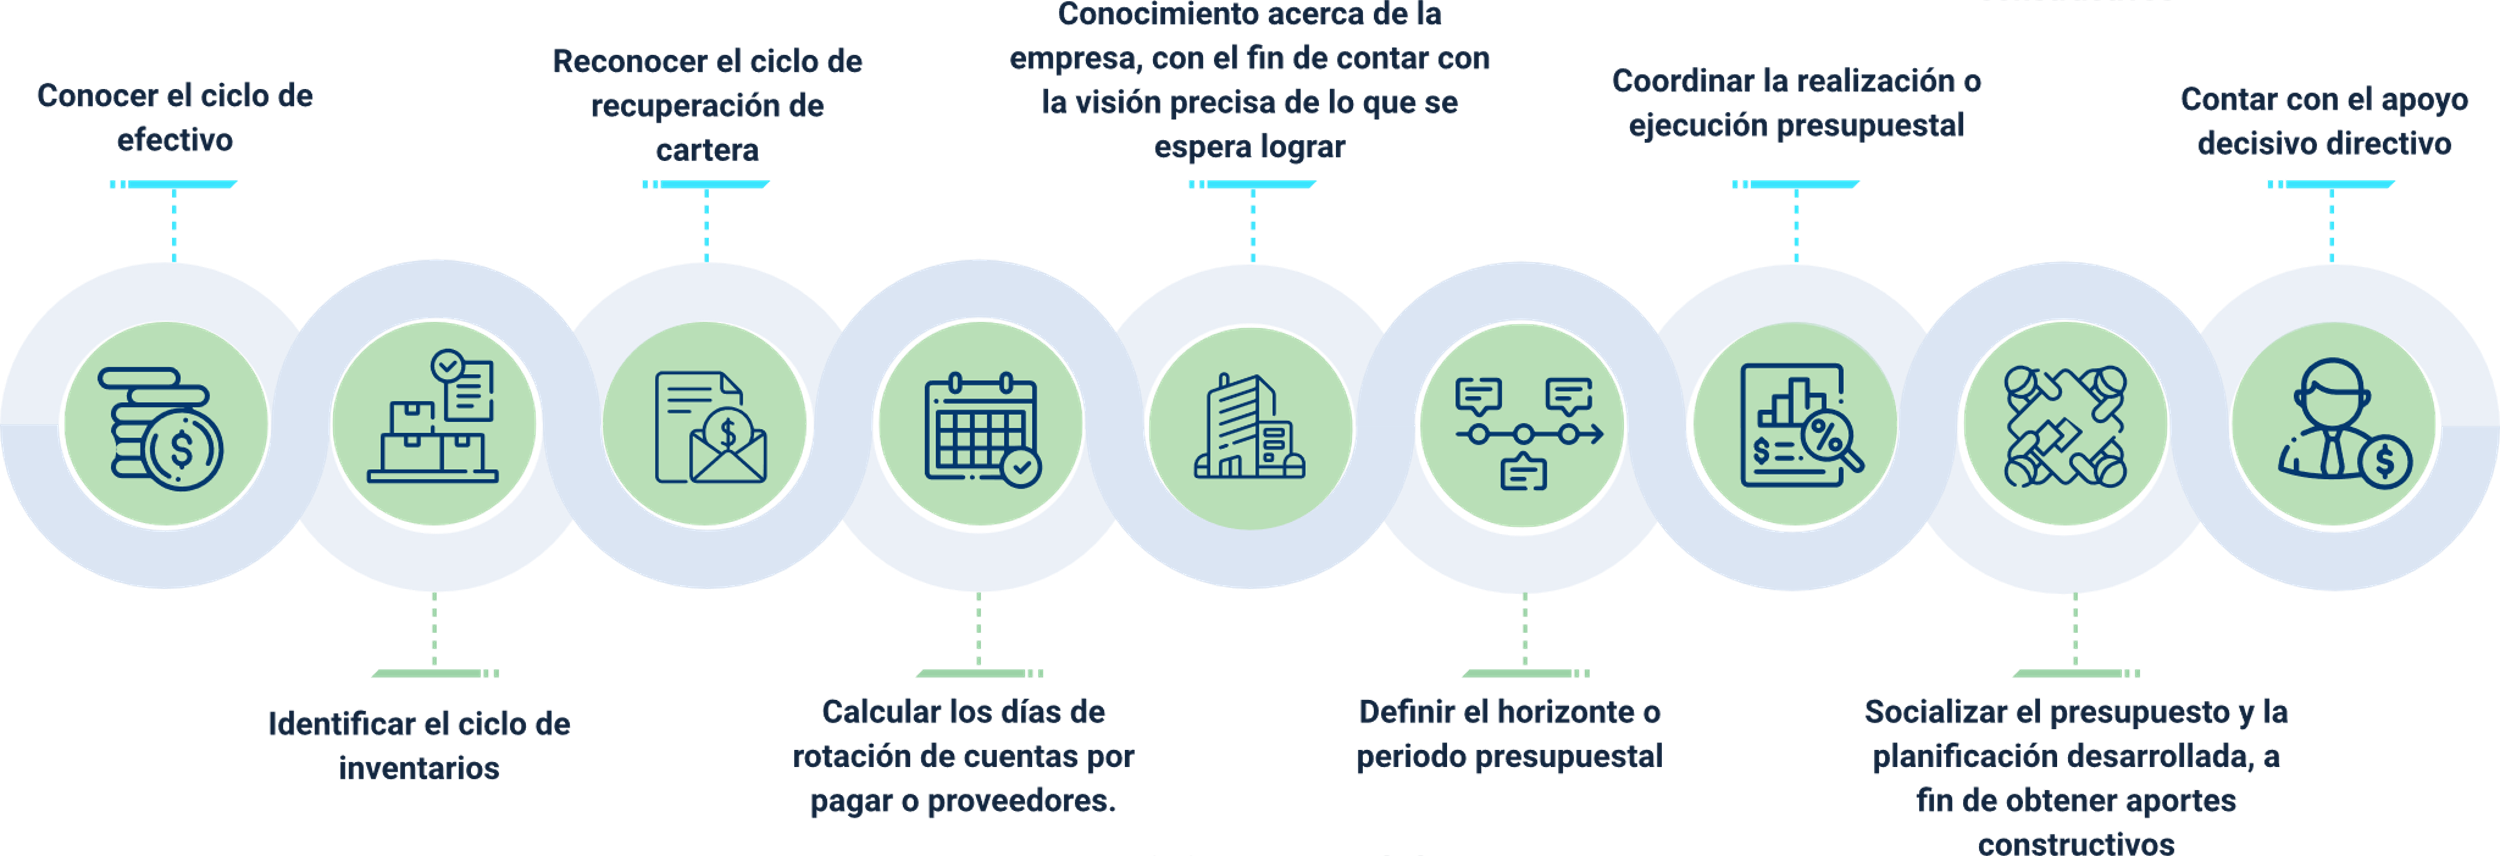 Conocer el ciclo de
efectivo
Identificar el ciclo de
inventarios
Reconocer el ciclo de
recuperación de
cartera
Calcular los días de
rotación de cuentas por
pagar o proveedores.
Conocimiento acerca de la
empresa, con el fin de contar con
la visión precisa de lo que se
espera lograr
Definir el horizonte o
periodo presupuestal
Coordinar la realización o
ejecución presupuestal
Socializar el presupuesto y la
planificación desarrollada, a
fin de obtener aportes
constructivos
Contar con el apoyo
decisivo directivo